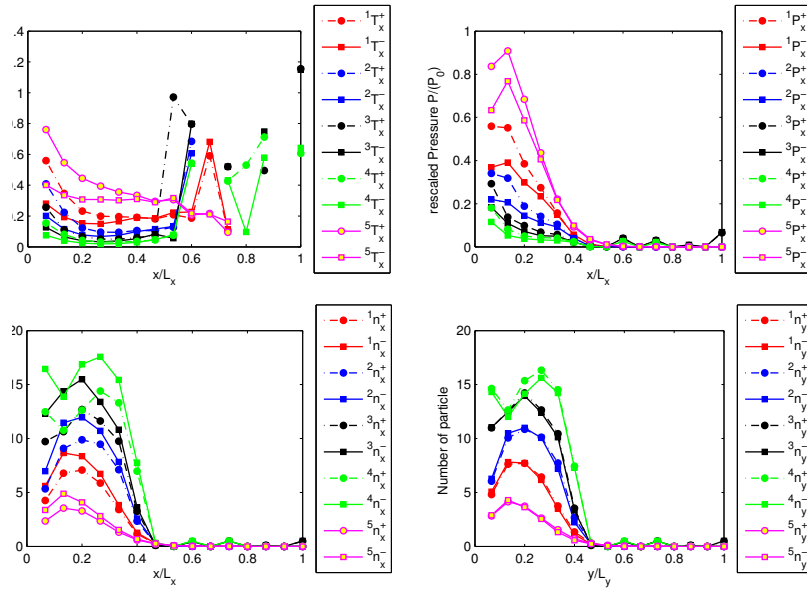 1.4
1.2
1
0.8
0.6
0.4
0.2
0
0 0.2 0.4 0.6 0.8 1
x/L_x
^1T_x^+
^1T_x^-
^2T_x^+
^2T_x^-
^3T_x^+
^3T_x^-
^4T_x^+
^4T_x^-
^5T_x^+
^5T_x^-
rescaled Pressure P/(P_0)
1
0.8
0.6
0.4
0.2
0
0 0.2 0.4 0.6 0.8 1
x/L_x
^1P_x^+
^1P_x^-
^2P_x^+
^2P_x^-
^3P_x^+
^3P_x^-
^4P_x^+
^4P_x^-
^5P_x^+
^5P_x^-
20
15
10
5
0
0 0.2 0.4 0.6 0.8 1
x/L_x
^1n_x^+
^1n_x^-
^2n_x^+
^2n_x^-
^3n_x^+
^3n_x^-
^4n_x^+
^4n_x^-
^5n_x^+
^5n_x^-
Number of particle
20
15
10
5
0
0 0.2 0.4 0.6 0.8 1
y/L_y
^1n_y^+
^1n_y^-
^2n_y^+
^2n_y^-
^3n_y^+
^3n_y^-
^4n_y^+
^4n_y^-
^5n_y^+
^5n_y^-